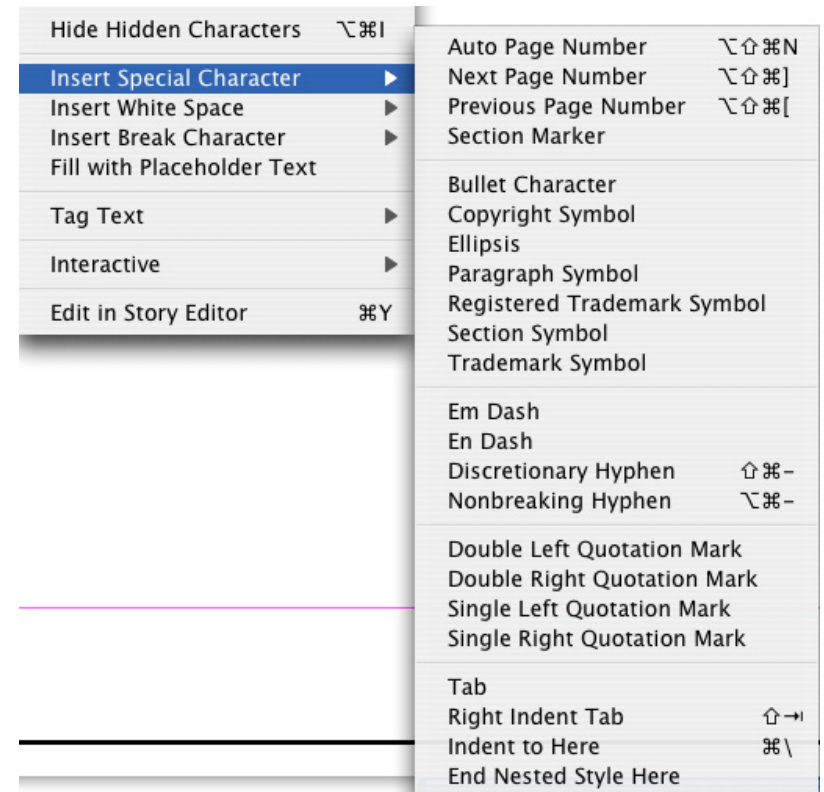 Hide Hidden Characters ⌥⌘I
Insert Special Character ▶
Insert White Space ▶
Insert Break Character ▶
Fill with Placeholder Text
Tag Text ▶
Interactive ▶
Edit in Story Editor ⌘Y
Auto Page Number ⌥⇧⌘N
Next Page Number ⌥⇧⌘]
Previous Page Number ⌥⇧⌘[
Section Marker
Bullet Character
Copyright Symbol
Ellipsis
Paragraph Symbol
Registered Trademark Symbol
Section Symbol
Trademark Symbol
Em Dash
En Dash
Discretionary Hyphen ⇧⌘-
Nonbreaking Hyphen ⌥⌘-
Double Left Quotation Mark
Double Right Quotation Mark
Single Left Quotation Mark
Single Right Quotation Mark
Tab
Right Indent Tab ⇧⇥
Indent to Here ⌘\
End Nested Style Here